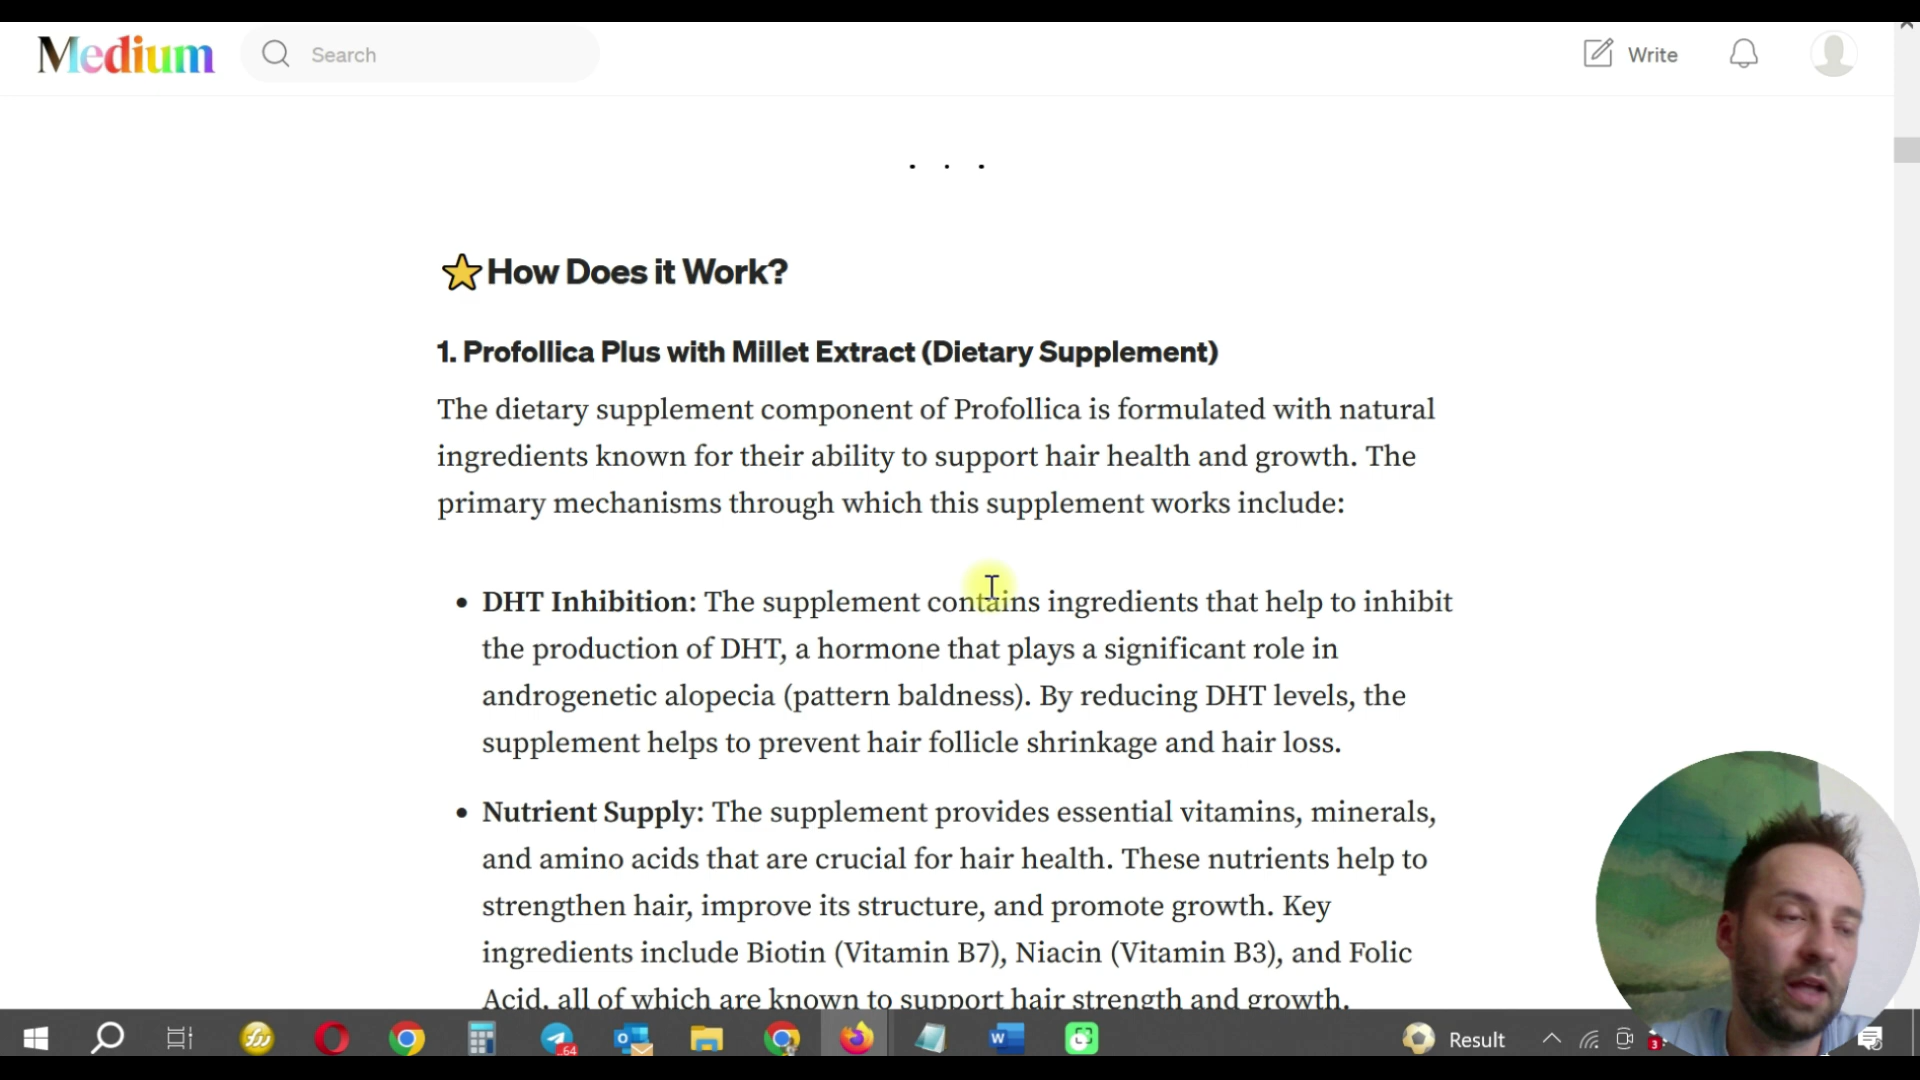 Medium
Search
Write
. . .
How Does it Work?
1. Profollica Plus with Millet Extract (Dietary Supplement)
The dietary supplement component of Profollica is formulated with natural
ingredients known for their ability to support hair health and growth. The
primary mechanisms through which this supplement works include:
• DHT Inhibition: The supplement contains ingredients that help to inhibit
the production of DHT, a hormone that plays a significant role in
androgenetic alopecia (pattern baldness). By reducing DHT levels, the
supplement helps to prevent hair follicle shrinkage and hair loss.
• Nutrient Supply: The supplement provides essential vitamins, minerals,
and amino acids that are crucial for hair health. These nutrients help to
strengthen hair, improve its structure, and promote growth. Key
ingredients include Biotin (Vitamin B7), Niacin (Vitamin B3), and Folic
Acid, all of which are known to support hair strength and growth.
64
W
Result
3